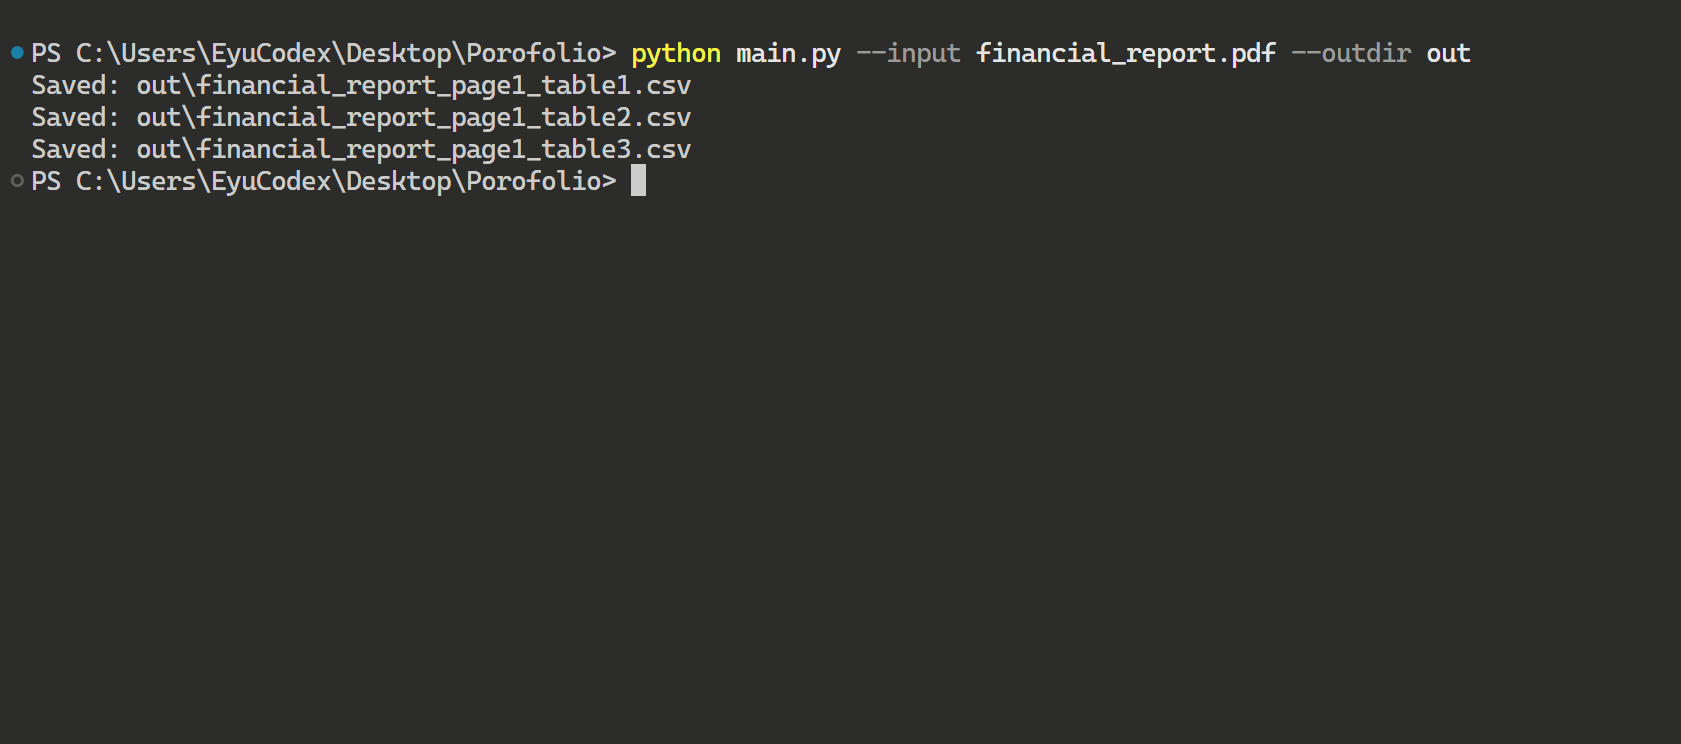 PS C:\Users\EyuCodex\Desktop\Porofolio> python main.py --input financial_report.pdf --outdir out
Saved: out\financial_report_page1_table1.csv
Saved: out\financial_report_page1_table2.csv
Saved: out\financial_report_page1_table3.csv
PS C:\Users\EyuCodex\Desktop\Porofolio>